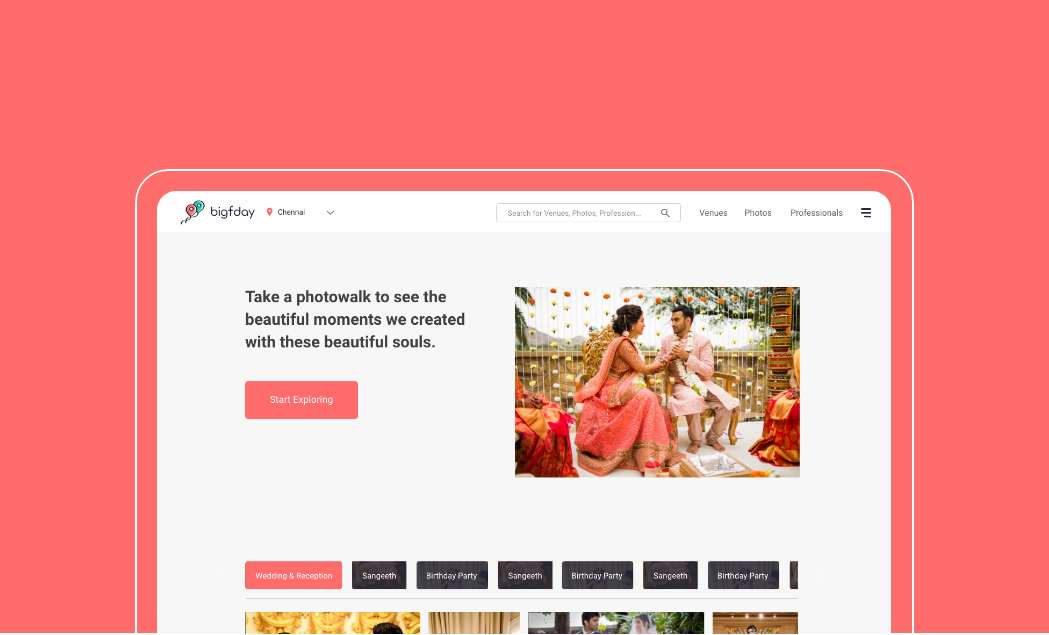 bigfday
Chennai
Search for Venues, Photos, Profession...
Venues
Photos
Professionals
Take a photowalk to see the
beautiful moments we created
with these beautiful souls.
Start Exploring
Wedding & Reception
Sangeeth
Birthday Party
Sangeeth
Birthday Party
Sangeeth
Birthday Party